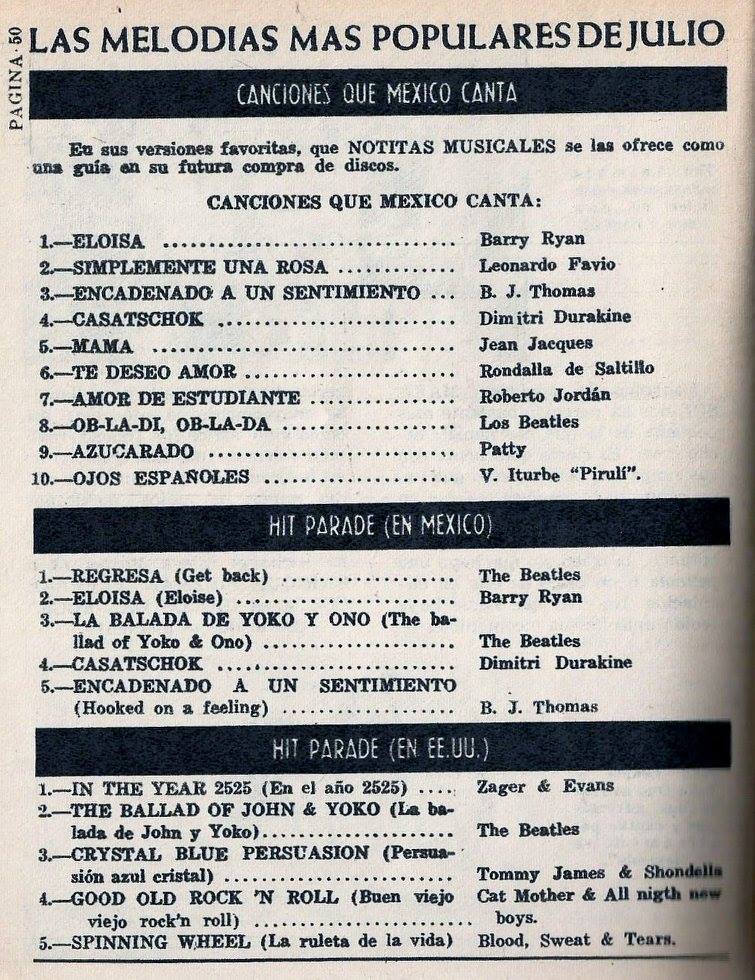 PAGINA · 50
LAS MELODIAS MAS POPULARES DE JULIO
CANCIONES QUE MEXICO CANTA
En sus versiones favoritas, que NOTITAS MUSICALES se las ofrece como
una guía en su futura compra de discos.
CANCIONES QUE MEXICO CANTA:
1.—ELOISA ........................................ Barry Ryan
2.—SIMPLEMENTE UNA ROSA ............ Leonardo Favio
3.—ENCADENADO A UN SENTIMIENTO ... B. J. Thomas
4.—CASATSCHOK ................................ Dimitri Durakine
5.—MAMA ......................................... Jean Jacques
6.—TE DESEO AMOR ............................ Rondalla de Saltillo
7.—AMOR DE ESTUDIANTE .................... Roberto Jordán
8.—OB-LA-DI, OB-LA-DA ....................... Los Beatles
9.—AZUCARADO ................................... Patty
10.—OJOS ESPAÑOLES ........................... V. Iturbe "Pirulí".
HIT PARADE (EN MEXICO)
1.—REGRESA (Get back) ....................... The Beatles
2.—ELOISA (Eloise) .............................. Barry Ryan
3.—LA BALADA DE YOKO Y ONO (The ba-
llad of Yoko & Ono) ........................ The Beatles
4.—CASATSCHOK ................................ Dimitri Durakine
5.—ENCADENADO A UN SENTIMIENTO
(Hooked on a feeling) ..................... B. J. Thomas
HIT PARADE (EN EE.UU.)
1.—IN THE YEAR 2525 (En el año 2525) .... Zager & Evans
2.—THE BALLAD OF JOHN & YOKO (La ba-
lada de John y Yoko)........................ The Beatles
3.—CRYSTAL BLUE PERSUASION (Persua-
sión azul cristal) ............................. Tommy James & Shondells
4.—GOOD OLD ROCK 'N ROLL (Buen viejo Cat Mother & All nigth new
viejo rock'n roll) ............................. boys.
5.—SPINNING WHEEL (La ruleta de la vida) Blood, Sweat & Tears.